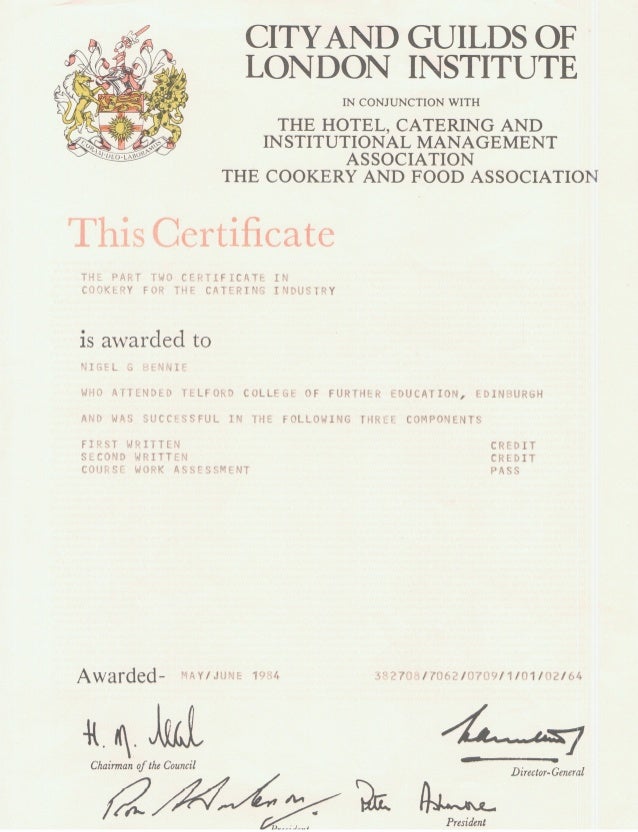 CITY AND GUILDS OF
LONDON INSTITUTE
IN CONJUNCTION WITH
THE HOTEL, CATERING AND
INSTITUTIONAL MANAGEMENT
ASSOCIATION
THE COOKERY AND FOOD ASSOCIATION
This Certificate
THE PART TWO CERTIFICATE IN
COOKERY FOR THE CATERING INDUSTRY
is awarded to
NIGEL G BENNIE
WHO ATTENDED TELFORD COLLEGE OF FURTHER EDUCATION, EDINBURGH
AND WAS SUCCESSFUL IN THE FOLLOWING THREE COMPONENTS
FIRST WRITTEN CREDIT
SECOND WRITTEN CREDIT
COURSE WORK ASSESSMENT PASS
Awarded- MAY/JUNE 1984 382708/7062/0709/1/01/02/64
H. M.
Chairman of the Council
Director-General
Peter
President
President